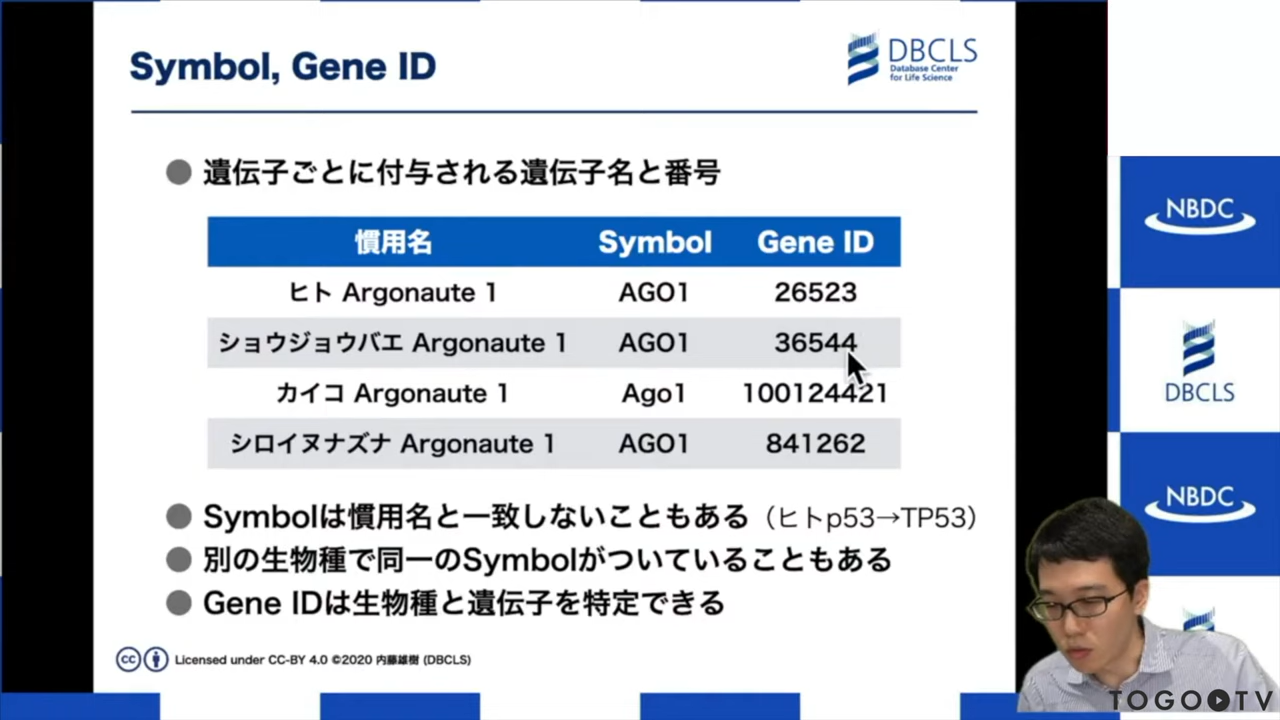 Symbol, Gene ID
DBCLS
Database Center
for Life Science
遺伝子ごとに付与される遺伝子名と番号
慣用名 Symbol Gene ID
ヒト Argonaute 1 AGO1 26523
ショウジョウバエ Argonaute 1 AGO1 36544
カイコ Argonaute 1 Ago1 100124421
シロイヌナズナ Argonaute 1 AGO1 841262
Symbolは慣用名と一致しないこともある（ヒトp53→TP53）
別の生物種で同一のSymbolがついていることもある
Gene IDは生物種と遺伝子を特定できる
cc Licensed under CC-BY 4.0 ©2020 内藤雄樹 (DBCLS)
NBDC
DBCLS
NBDC
TOGO TV